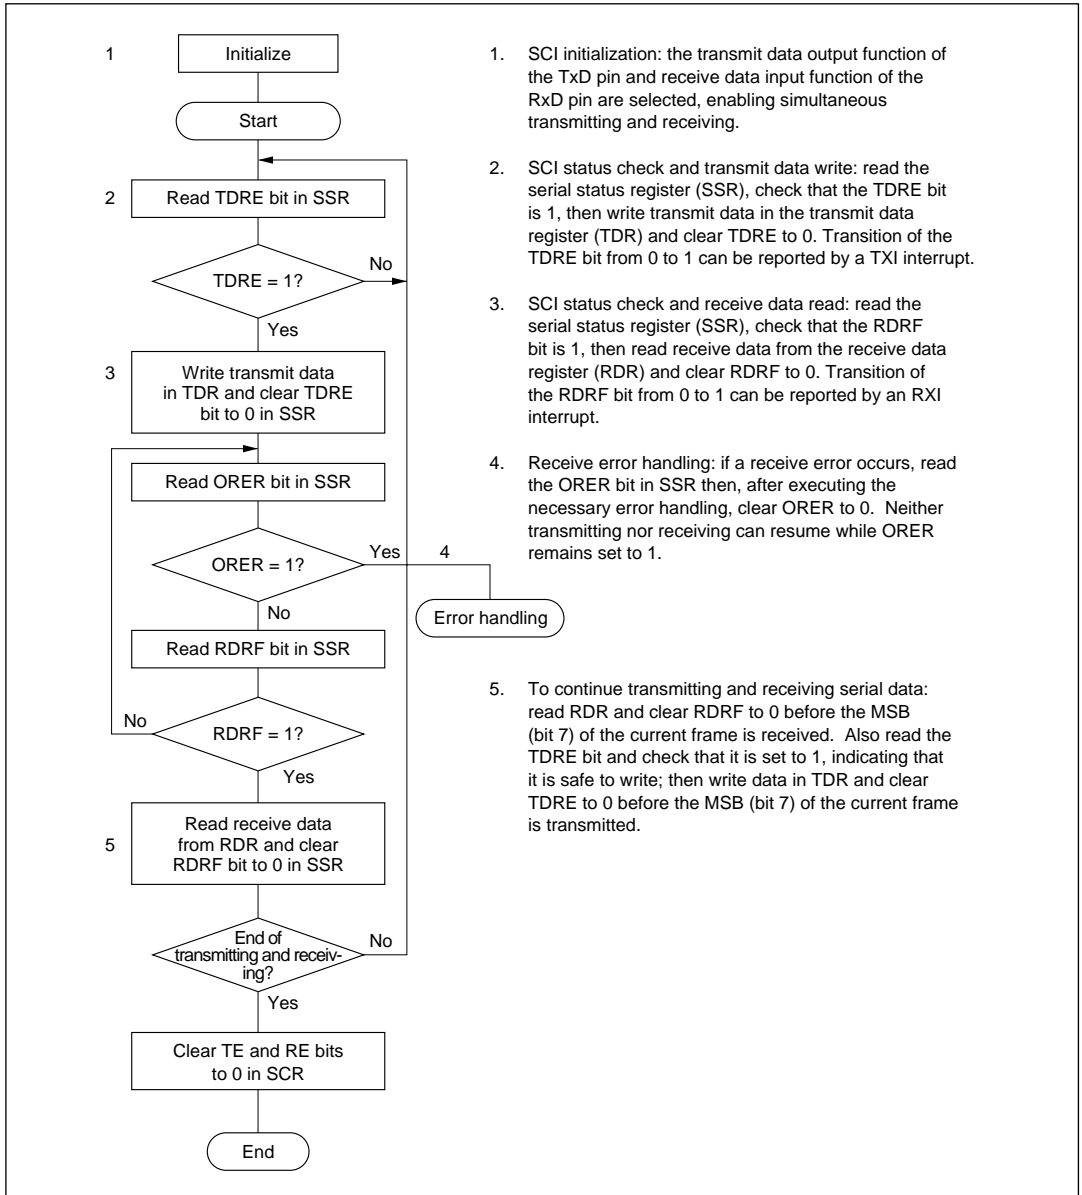 1
Initialize
Start
2
Read TDRE bit in SSR
TDRE = 1?
No
Yes
3
Write transmit data
in TDR and clear TDRE
bit to 0 in SSR
Read ORER bit in SSR
ORER = 1?
Yes
4
Error handling
No
Read RDRF bit in SSR
No
RDRF = 1?
Yes
5
Read receive data
from RDR and clear
RDRF bit to 0 in SSR
End of
transmitting and receiv-
ing?
No
Yes
Clear TE and RE bits
to 0 in SCR
End
1. SCI initialization: the transmit data output function of
the TxD pin and receive data input function of the
RxD pin are selected, enabling simultaneous
transmitting and receiving.
2. SCI status check and transmit data write: read the
serial status register (SSR), check that the TDRE bit
is 1, then write transmit data in the transmit data
register (TDR) and clear TDRE to 0. Transition of the
TDRE bit from 0 to 1 can be reported by a TXI interrupt.
3. SCI status check and receive data read: read the
serial status register (SSR), check that the RDRF
bit is 1, then read receive data from the receive data
register (RDR) and clear RDRF to 0. Transition of
the RDRF bit from 0 to 1 can be reported by an RXI
interrupt.
4. Receive error handling: if a receive error occurs, read
the ORER bit in SSR then, after executing the
necessary error handling, clear ORER to 0. Neither
transmitting nor receiving can resume while ORER
remains set to 1.
5. To continue transmitting and receiving serial data:
read RDR and clear RDRF to 0 before the MSB
(bit 7) of the current frame is received. Also read the
TDRE bit and check that it is set to 1, indicating that
it is safe to write; then write data in TDR and clear
TDRE to 0 before the MSB (bit 7) of the current frame
is transmitted.